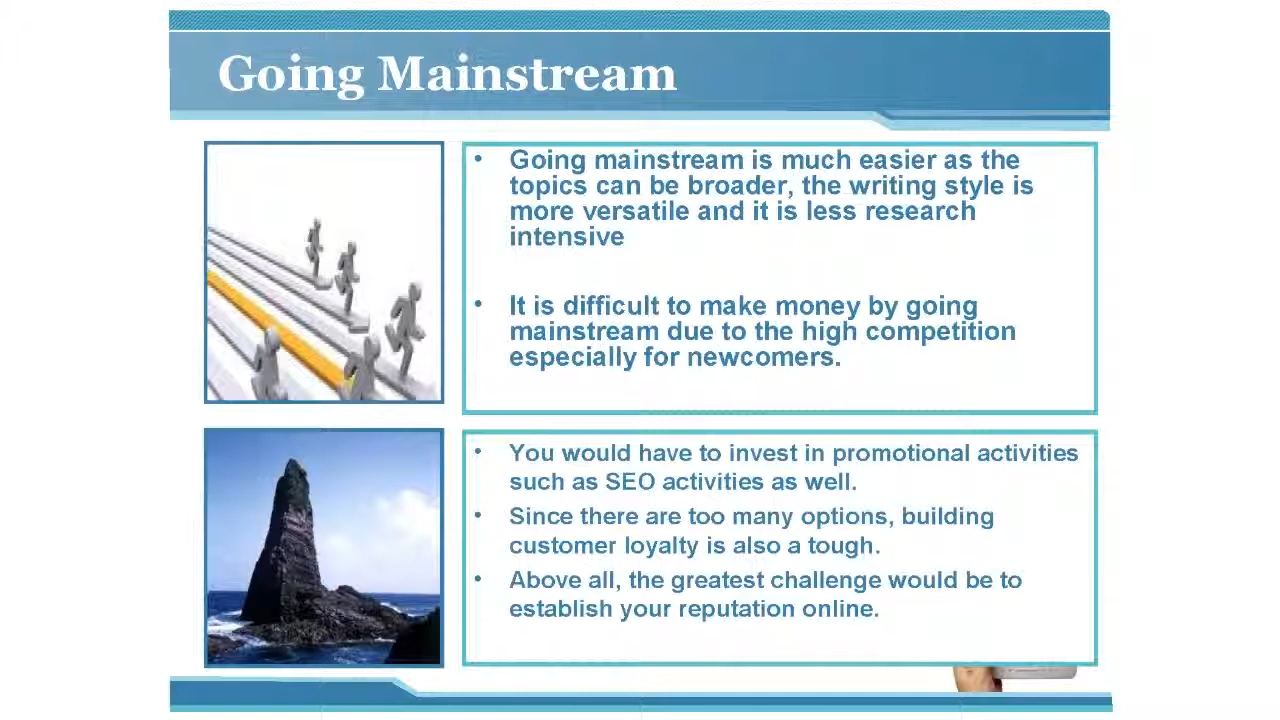 Going Mainstream
• Going mainstream is much easier as the
topics can be broader, the writing style is
more versatile and it is less research
intensive
• It is difficult to make money by going
mainstream due to the high competition
especially for newcomers.
• You would have to invest in promotional activities
such as SEO activities as well.
• Since there are too many options, building
customer loyalty is also a tough.
• Above all, the greatest challenge would be to
establish your reputation online.